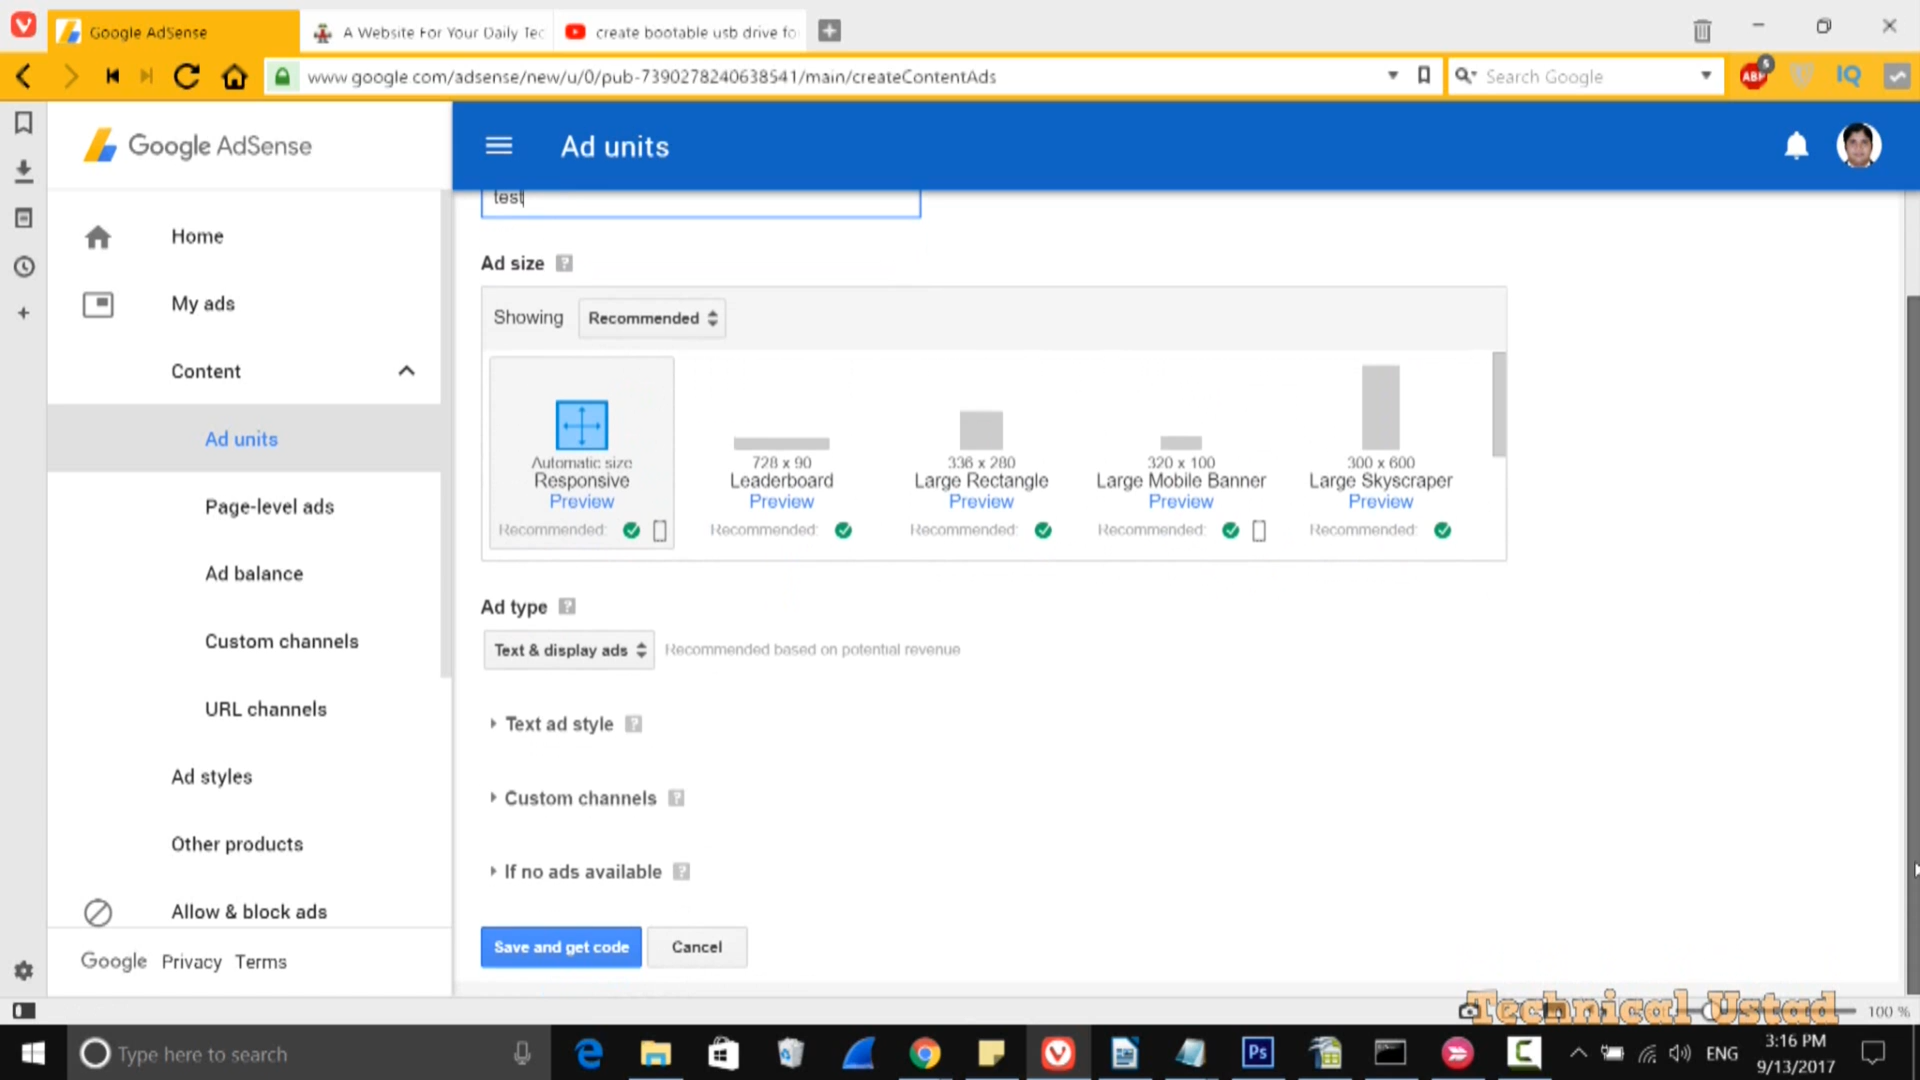 Google AdSense
A Website For Your Daily Tec
create bootable usb drive fo
www.google.com/adsense/new/u/0/pub-7390278240638541/main/createContentAds
Search Google
ABP
5
IQ
Google AdSense
Ad units
Home
My ads
Content
Ad units
Page-level ads
Ad balance
Custom channels
URL channels
Ad styles
Other products
Allow & block ads
Google Privacy Terms
test
Ad size ?
Showing Recommended
Automatic size
Responsive
Preview
Recommended:
728 x 90
Leaderboard
Preview
Recommended:
336 x 280
Large Rectangle
Preview
Recommended:
320 x 100
Large Mobile Banner
Preview
Recommended:
300 x 600
Large Skyscraper
Preview
Recommended:
Ad type ?
Text & display ads Recommended based on potential revenue
Text ad style ?
Custom channels ?
If no ads available ?
Save and get code Cancel
Technical Ustad
100 %
Type here to search
Ps
ENG
3:16 PM
9/13/2017